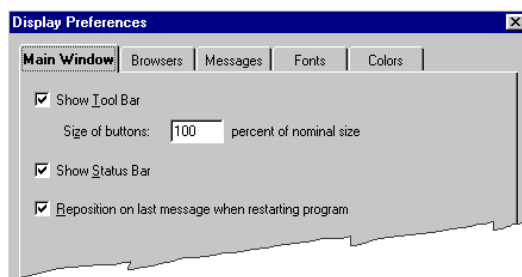 Display Preferences
Main Window Browsers Messages Fonts Colors
Show Tool Bar
Size of buttons: 100 percent of nominal size
Show Status Bar
Reposition on last message when restarting program